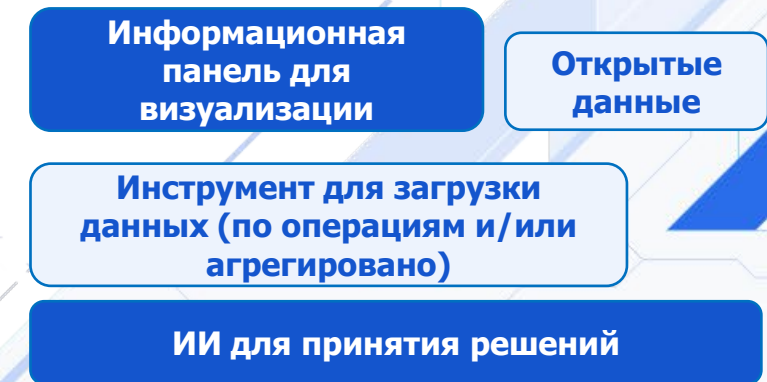 Информационная
панель для
визуализации
Открытые
данные
Инструмент для загрузки
данных (по операциям и/или
агрегировано)
ИИ для принятия решений